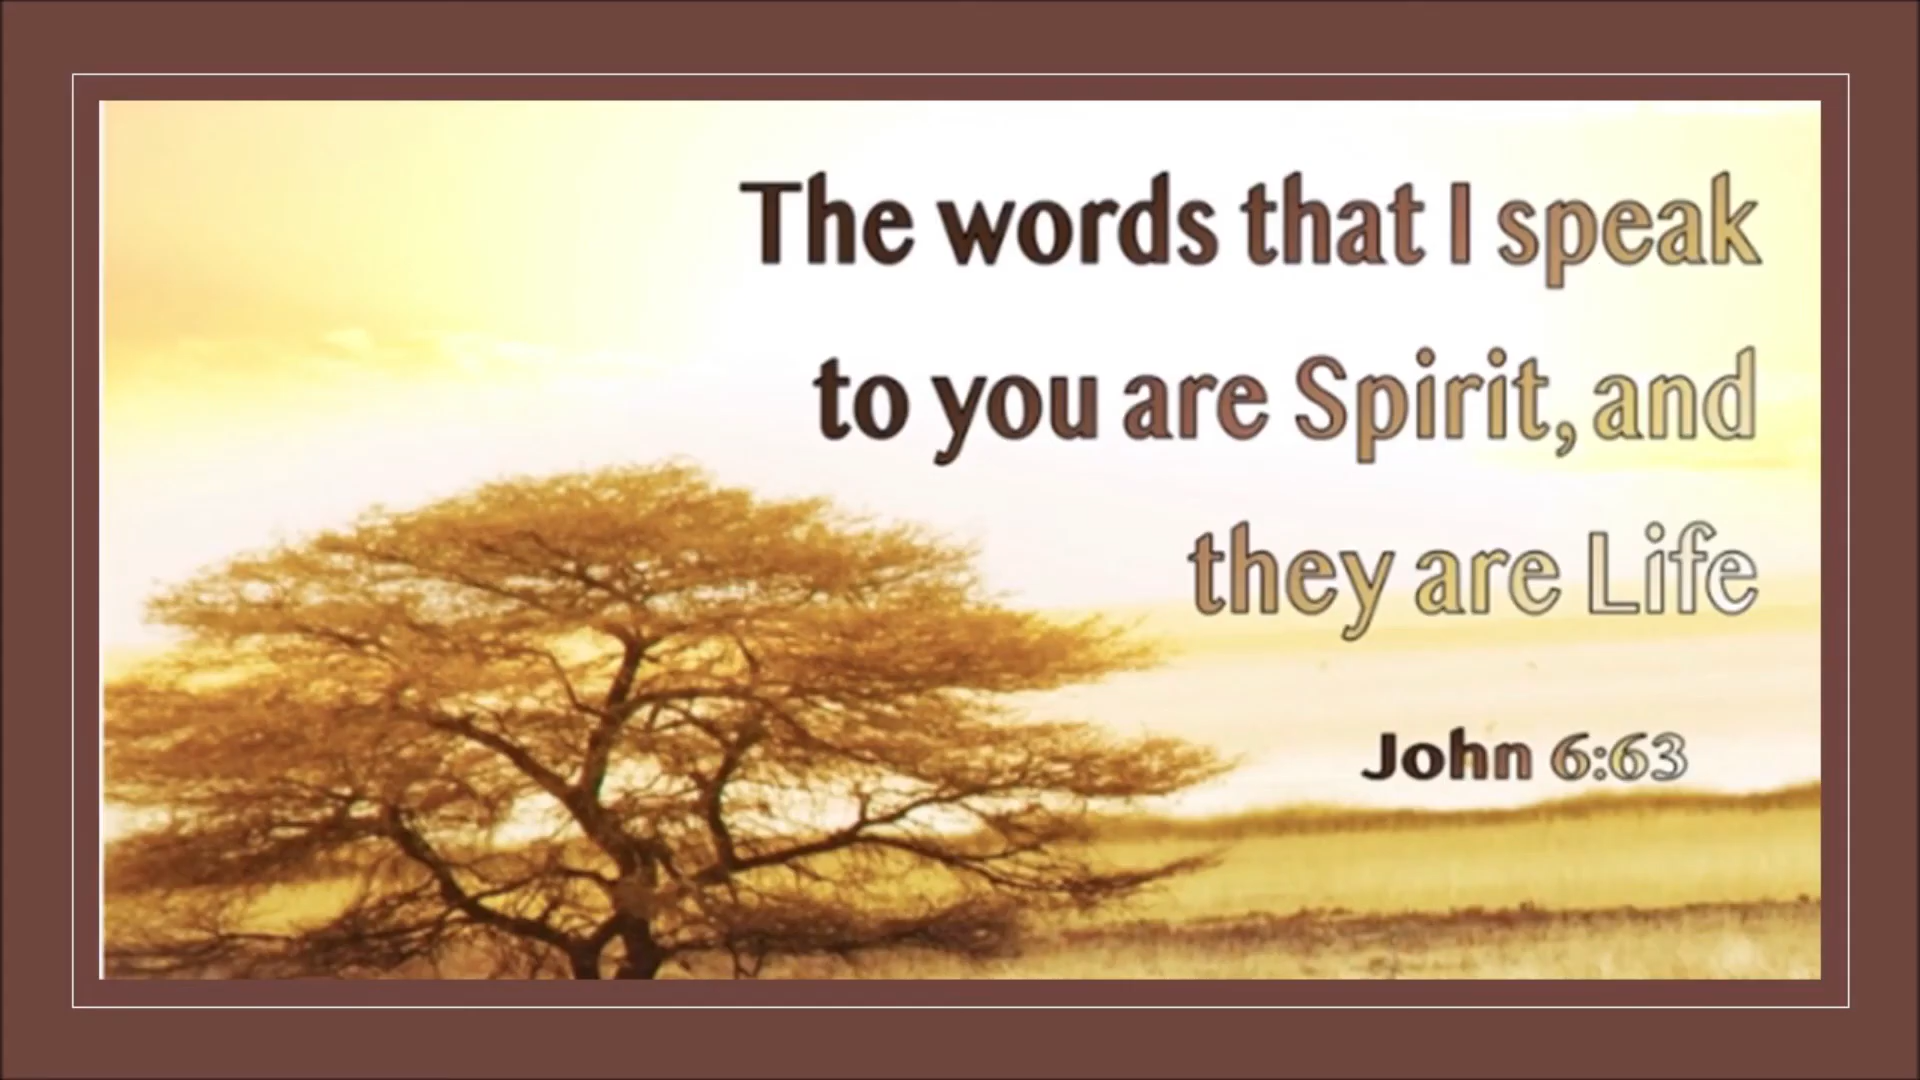 The words that I speak
to you are Spirit, and
they are Life
John 6:63